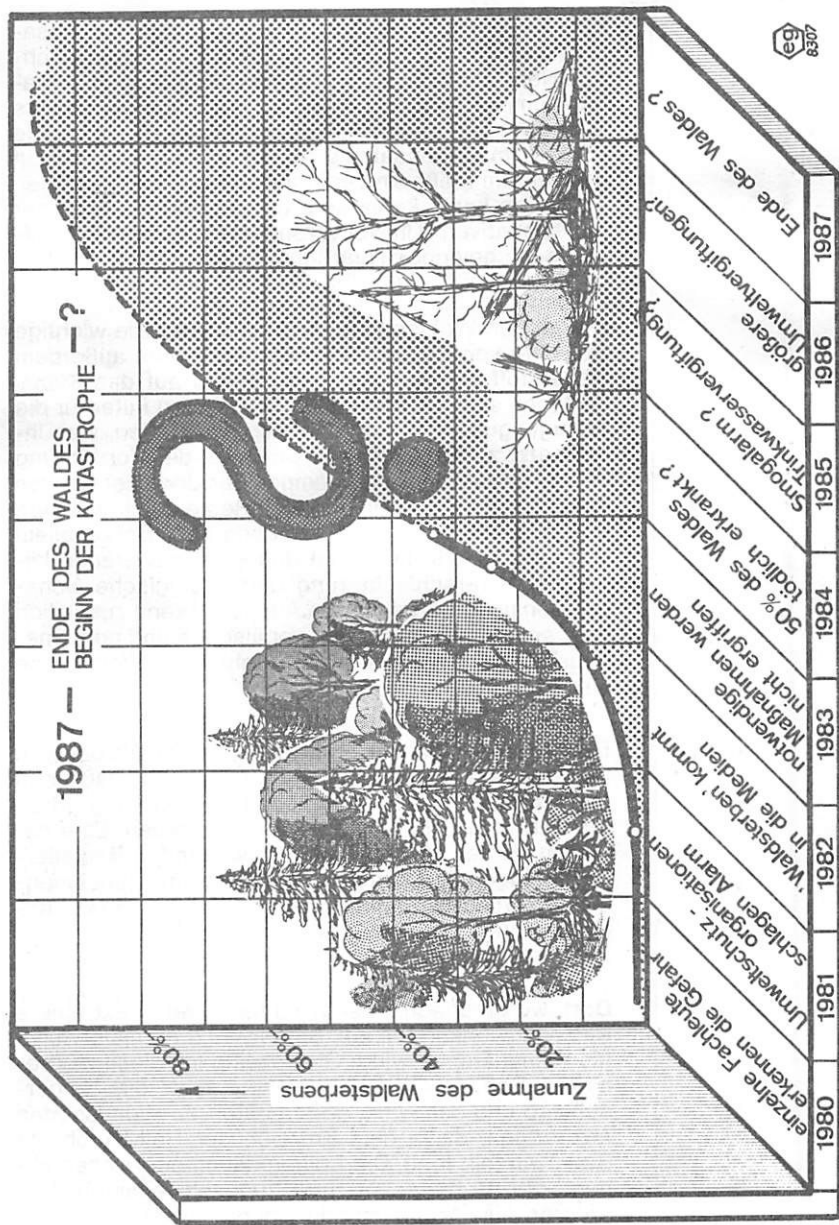 1987 — ENDE DES WALDES
BEGINN DER KATASTROPHE — ?
?
Zunahme des Waldsterbens
80%
60%
40%
20%
einzelne Fachleute
erkennen die Gefahr
Umweltschutz-
organisationen
schlagen Alarm
'Waldsterben' kommt
in die Medien
notwendige
Maßnahmen werden
nicht ergriffen
50% des Waldes
tödlich erkrankt ?
Smogalarm ?
Trinkwasservergiftung ?
größere
Umweltvergiftungen?
Ende des Waldes ?
1980 1981 1982 1983 1984 1985 1986 1987
eg
8307